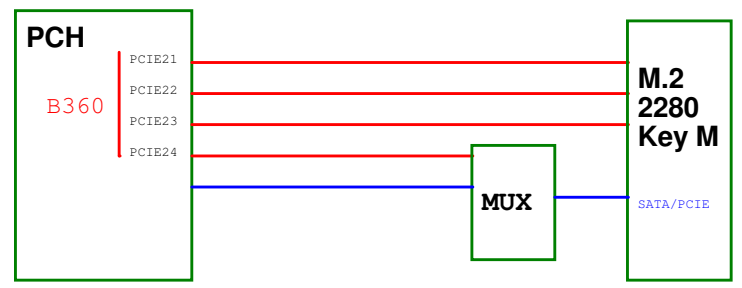 PCH
B360
PCIE21
PCIE22
PCIE23
PCIE24
MUX
M.2
2280
Key M
SATA/PCIE